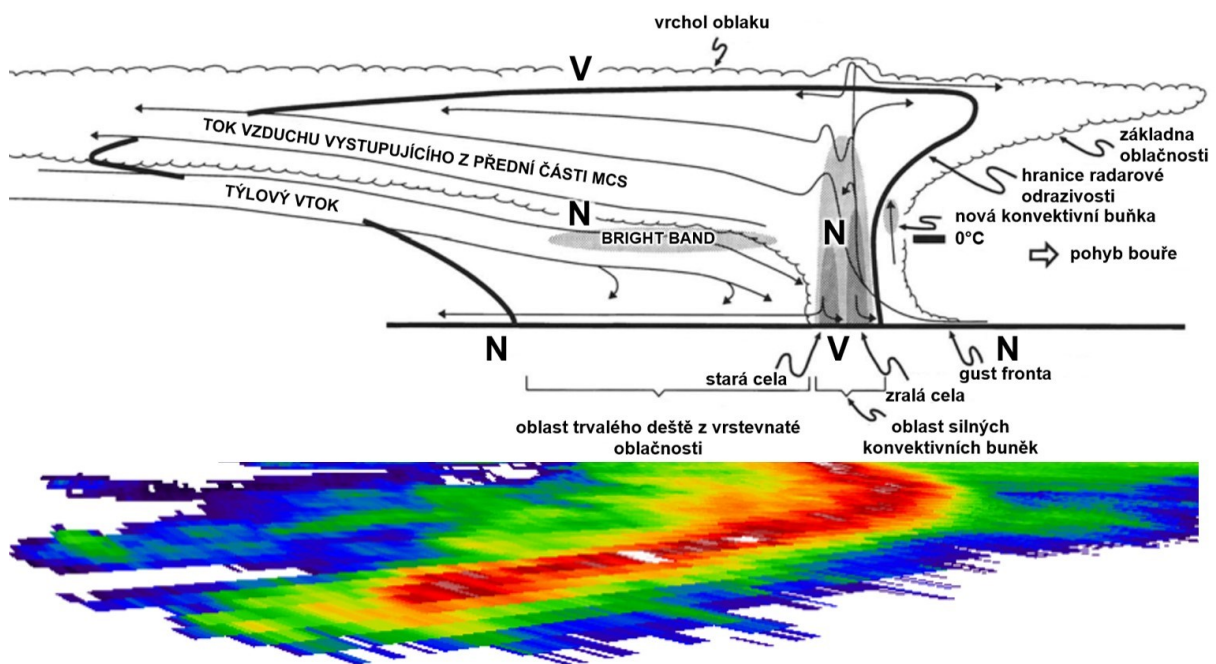 vrchol oblaku
V
TOK VZDUCHU VYSTUPUJÍCÍHO Z PŘEDNÍ ČÁSTI MCS
základna
oblačnosti
hranice radarové
odrazivosti
TÝLOVÝ VTOK
N
nová konvektivní buňka
BRIGHT BAND
N
0°C
pohyb bouře
N
V
N
stará cela
gust fronta
zralá cela
oblast trvalého deště z vrstevnaté
oblačnosti
oblast silných
konvektivních buněk